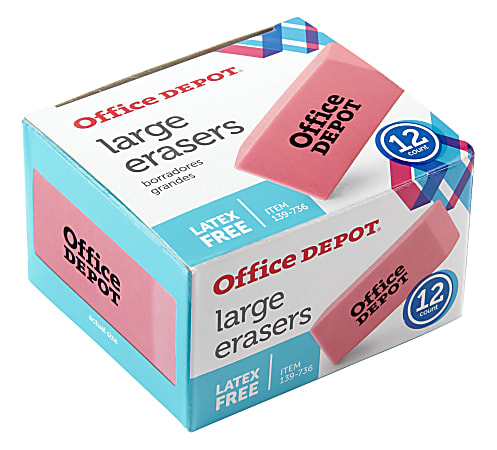 Office DEPOT®
large
erasers
borradores
grandes
LATEX
FREE
ITEM
139-736
Office
DEPOT
12
count
Office
DEPOT
actual size
Office DEPOT®
large
erasers
LATEX
FREE
ITEM
139-736
Office
DEPOT
12
count